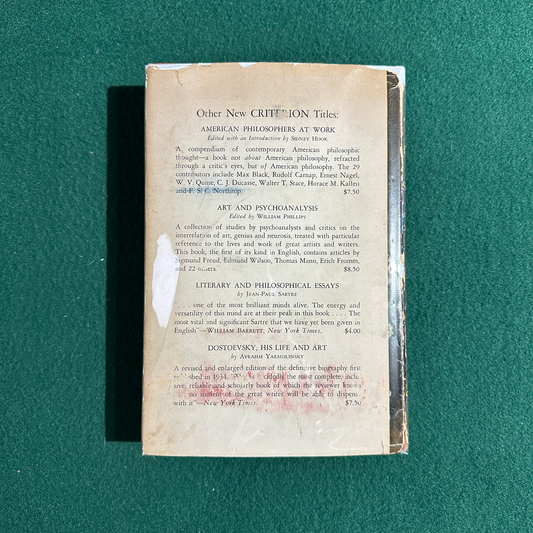 Other New CRITERION Titles:
AMERICAN PHILOSOPHERS AT WORK
Edited with an Introduction by SIDNEY HOOK
A compendium of contemporary American philosophic
thought—a book not about American philosophy, refracted
through a critic's eyes, but of American philosophy. The 29
contributors include Max Black, Rudolf Carnap, Ernest Nagel,
W. V. Quine, C. J. Ducasse, Walter T. Stace, Horace M. Kallen
and F. S. C. Northrop. $7.50
ART AND PSYCHOANALYSIS
Edited by WILLIAM PHILLIPS
A collection of studies by psychoanalysts and critics on the
interrelation of art, genius and neurosis, treated with particular
reference to the lives and work of great artists and writers.
This book, the first of its kind in English, contains articles by
Sigmund Freud, Edmund Wilson, Thomas Mann, Erich Fromm,
and 22 others. $8.50
LITERARY AND PHILOSOPHICAL ESSAYS
by JEAN-PAUL SARTRE
". . . one of the most brilliant minds alive. The energy and
versatility of this mind are at their peak in this book . . . . The
most vital and significant Sartre that we have yet been given in
English"—WILLIAM BARRETT, New York Times. $4.00
DOSTOEVSKY, HIS LIFE AND ART
by AVRAHM YARMOLINSKY
A revised and enlarged edition of the definitive biography first
published in 1934. the most complete, inclu-
sive, reliable and scholarly book of which the reviewer knows
no student of the great writer will be able to dispense
with it"—New York Times. $7.50